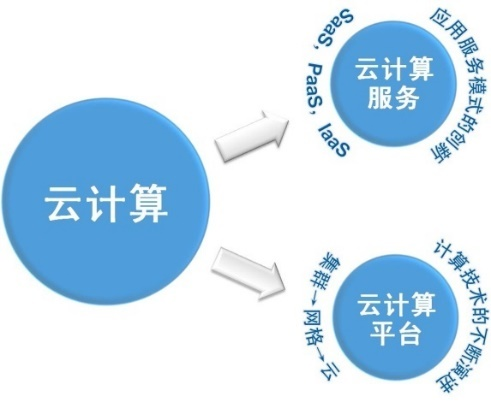 云计算
SaaS，PaaS，IaaS
云计算
服务
应用服务模式的创新
集群→网格→云
云计算
平台
计算技术的不断演进